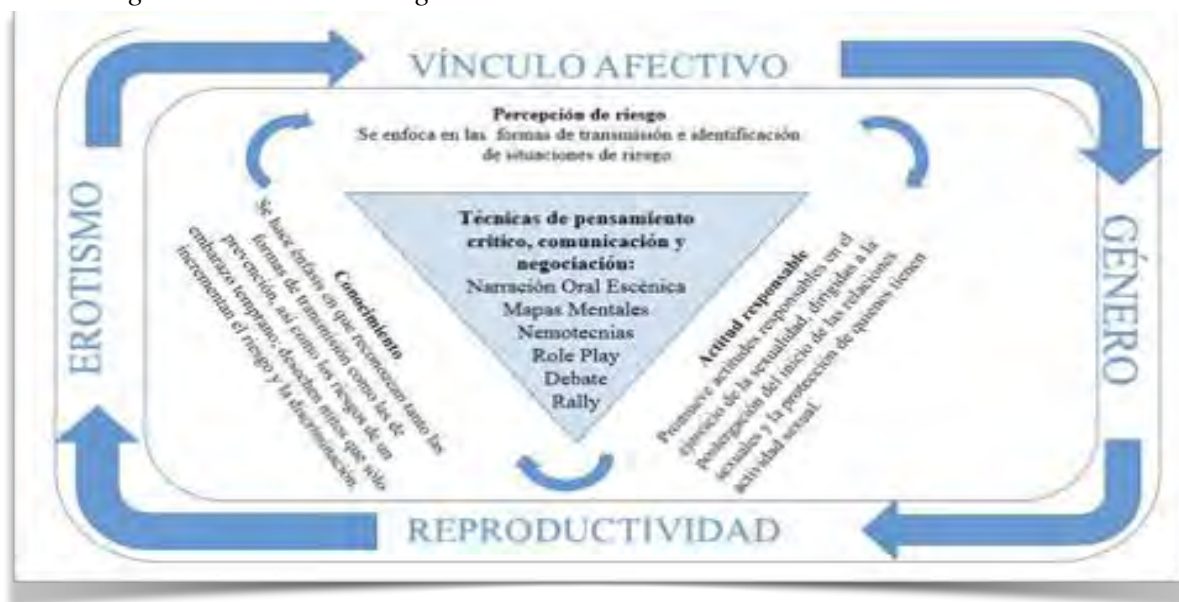 VÍNCULO AFECTIVO
Percepción de riesgo
Se enfoca en las formas de transmisión e identificación
de situaciones de riesgo
EROTISMO
Conocimiento
Se hace énfasis en que reconozcan tanto las
formas de transmisión como las de
prevención, así como los riesgos de un
embarazo temprano, desechen mitos que solo
incrementan el riesgo y la discriminación.
Técnicas de pensamiento
crítico, comunicación y
negociación:
Narración Oral Escénica
Mapas Mentales
Nemotecnias
Role Play
Debate
Rally
Actitud responsable
Promueve actitudes responsables en el
ejercicio de la sexualidad, dirigidas a la
postergación del inicio de las relaciones
sexuales y la protección de quienes tienen
actividad sexual.
GÉNERO
REPRODUCTIVIDAD